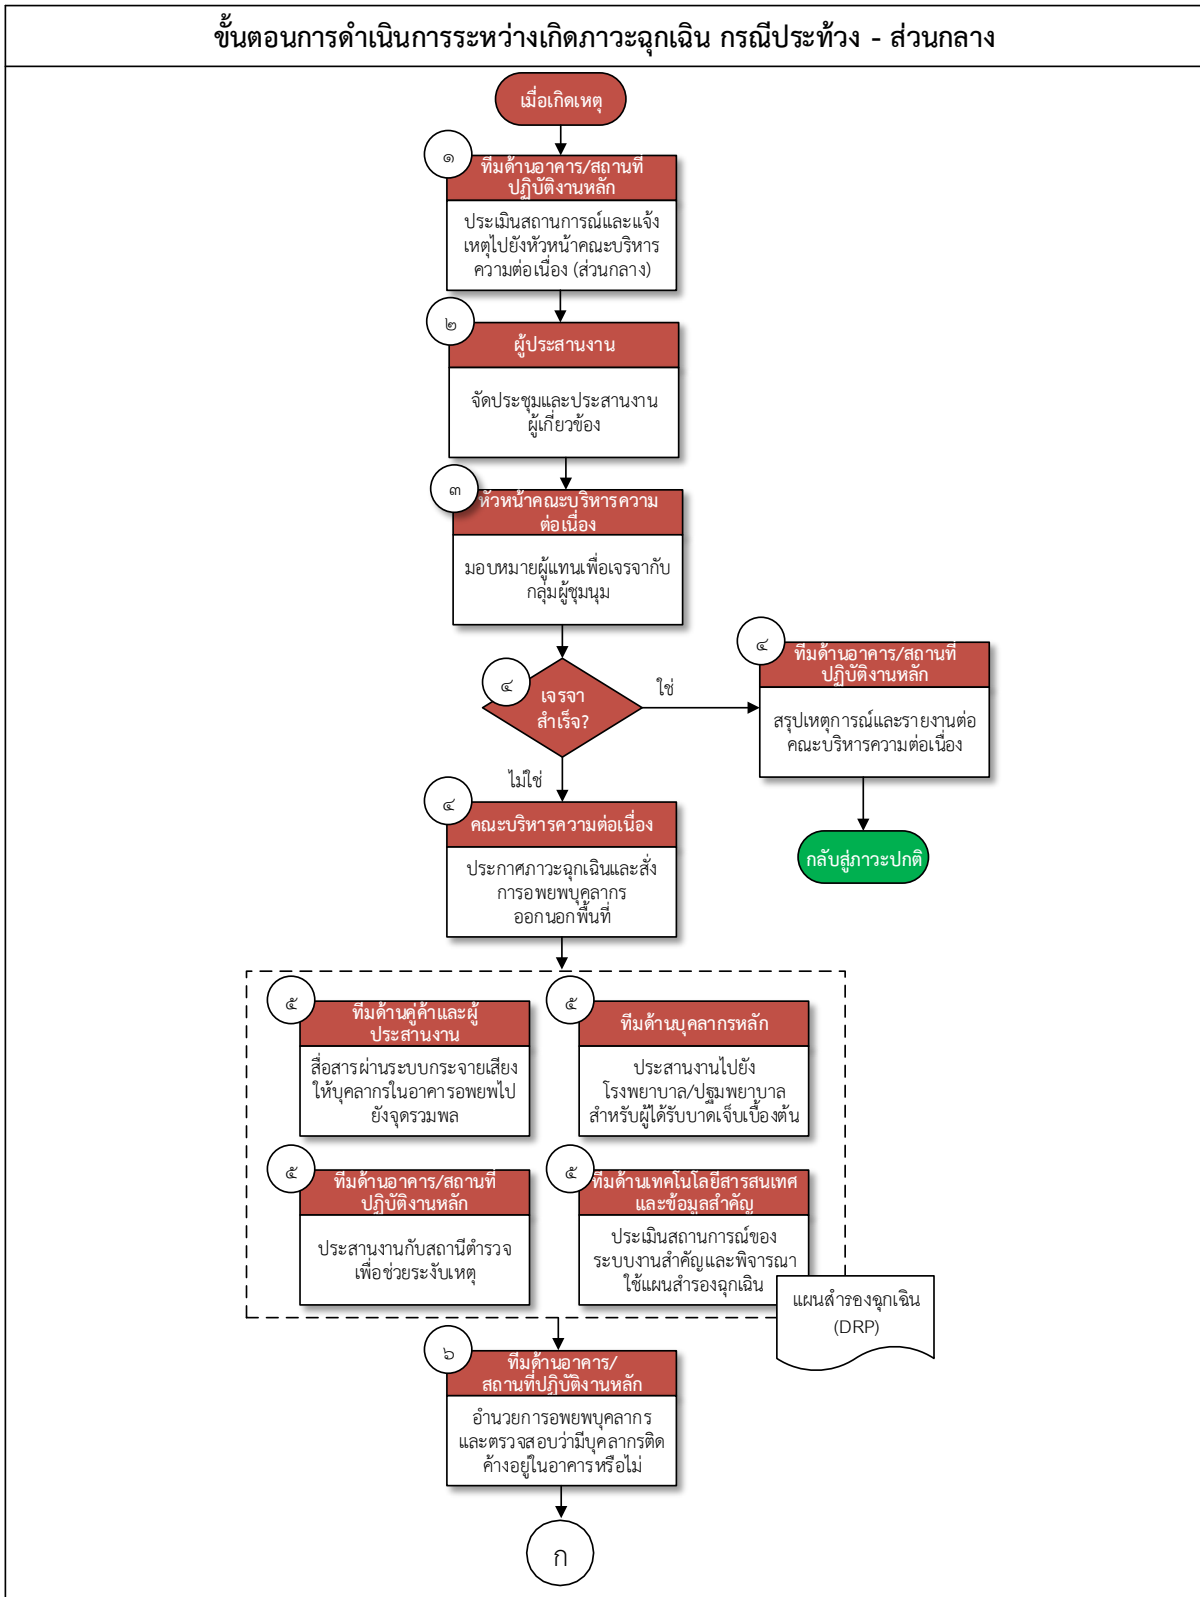 ขั้นตอนการดำเนินการระหว่างเกิดภาวะฉุกเฉิน กรณีประท้วง - ส่วนกลาง
เมื่อเกิดเหตุ
๑
ทีมด้านอาคาร/สถานที่
ปฏิบัติงานหลัก
ประเมินสถานการณ์และแจ้ง
เหตุไปยังหัวหน้าคณะบริหาร
ความต่อเนื่อง (ส่วนกลาง)
๒
ผู้ประสานงาน
จัดประชุมและประสานงาน
ผู้เกี่ยวข้อง
๓
หัวหน้าคณะบริหารความ
ต่อเนื่อง
มอบหมายผู้แทนเพื่อเจรจากับ
กลุ่มผู้ชุมนุม
๔
เจรจา
สำเร็จ?
ใช่
ไม่ใช่
๔
ทีมด้านอาคาร/สถานที่
ปฏิบัติงานหลัก
สรุปเหตุการณ์และรายงานต่อ
คณะบริหารความต่อเนื่อง
กลับสู่ภาวะปกติ
๔
คณะบริหารความต่อเนื่อง
ประกาศภาวะฉุกเฉินและสั่ง
การอพยพบุคลากร
ออกนอกพื้นที่
๕
ทีมด้านคู่ค้าและผู้
ประสานงาน
สื่อสารผ่านระบบกระจายเสียง
ให้บุคลากรในอาคารอพยพไป
ยังจุดรวมพล
๕
ทีมด้านบุคลากรหลัก
ประสานงานไปยัง
โรงพยาบาล/ปฐมพยาบาล
สำหรับผู้ได้รับบาดเจ็บเบื้องต้น
๕
ทีมด้านอาคาร/สถานที่
ปฏิบัติงานหลัก
ประสานงานกับสถานีตำรวจ
เพื่อช่วยระงับเหตุ
๕
ทีมด้านเทคโนโลยีสารสนเทศ
และข้อมูลสำคัญ
ประเมินสถานการณ์ของ
ระบบงานสำคัญและพิจารณา
ใช้แผนสำรองฉุกเฉิน
แผนสำรองฉุกเฉิน
(DRP)
๖
ทีมด้านอาคาร/
สถานที่ปฏิบัติงานหลัก
อำนวยการอพยพบุคลากร
และตรวจสอบว่ามีบุคลากรติด
ค้างอยู่ในอาคารหรือไม่
ก